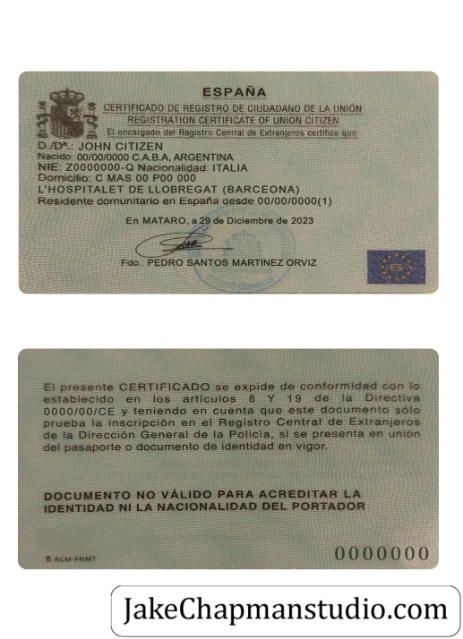 ESPAÑA
CERTIFICADO DE REGISTRO DE CIUDADANO DE LA UNIÓN
REGISTRATION CERTIFICATE OF UNION CITIZEN
El encargado del Registro Central de Extranjeros certifica que:
D./Dª.: JOHN CITIZEN
Nacido: 00/00/0000 C.A.B.A, ARGENTINA
NIE: Z0000000-Q Nacionalidad: ITALIA
Domicilio: C MAS 00 P00 000
L'HOSPITALET DE LLOBREGAT (BARCEONA)
Residente comunitario en España desde 00/00/0000(1)
En MATARO, a 29 de Diciembre de 2023
Fdo.: PEDRO SANTOS MARTINEZ ORVIZ
ES
El presente CERTIFICADO se expide de conformidad con lo
establecido en los artículos 8 Y 19 de la Directiva
0000/00/CE y teniendo en cuenta que este documento sólo
prueba la inscripción en el Registro Central de Extranjeros
de la Dirección General de la Policía, si se presenta en unión
del pasaporte o documento de identidad en vigor.
DOCUMENTO NO VÁLIDO PARA ACREDITAR LA
IDENTIDAD NI LA NACIONALIDAD DEL PORTADOR
RCM-FNMT
0000000
JakeChapmanstudio.com